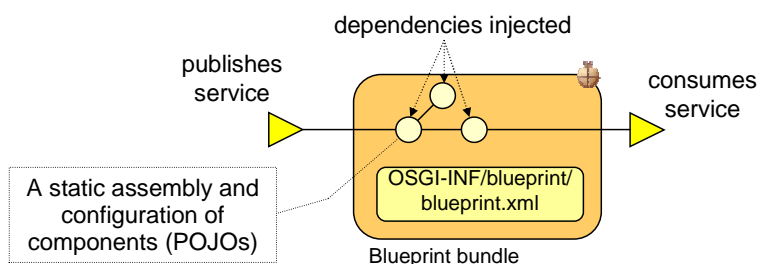 dependencies injected
publishes
service
consumes
service
A static assembly and
configuration of
components (POJOs)
OSGI-INF/blueprint/
blueprint.xml
Blueprint bundle